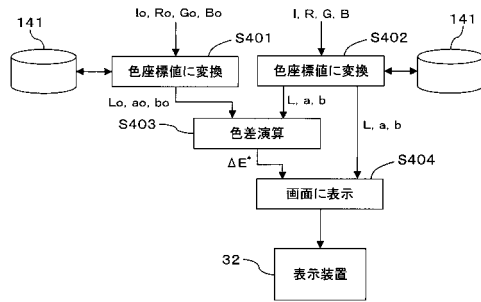 141
Io, Ro, Go, Bo
S401
I, R, G, B
S402
141
色座標値に変換
色座標値に変換
Lo, ao, bo
L, a, b
S403
色差演算
L, a, b
ΔE*
S404
画面に表示
32
表示装置